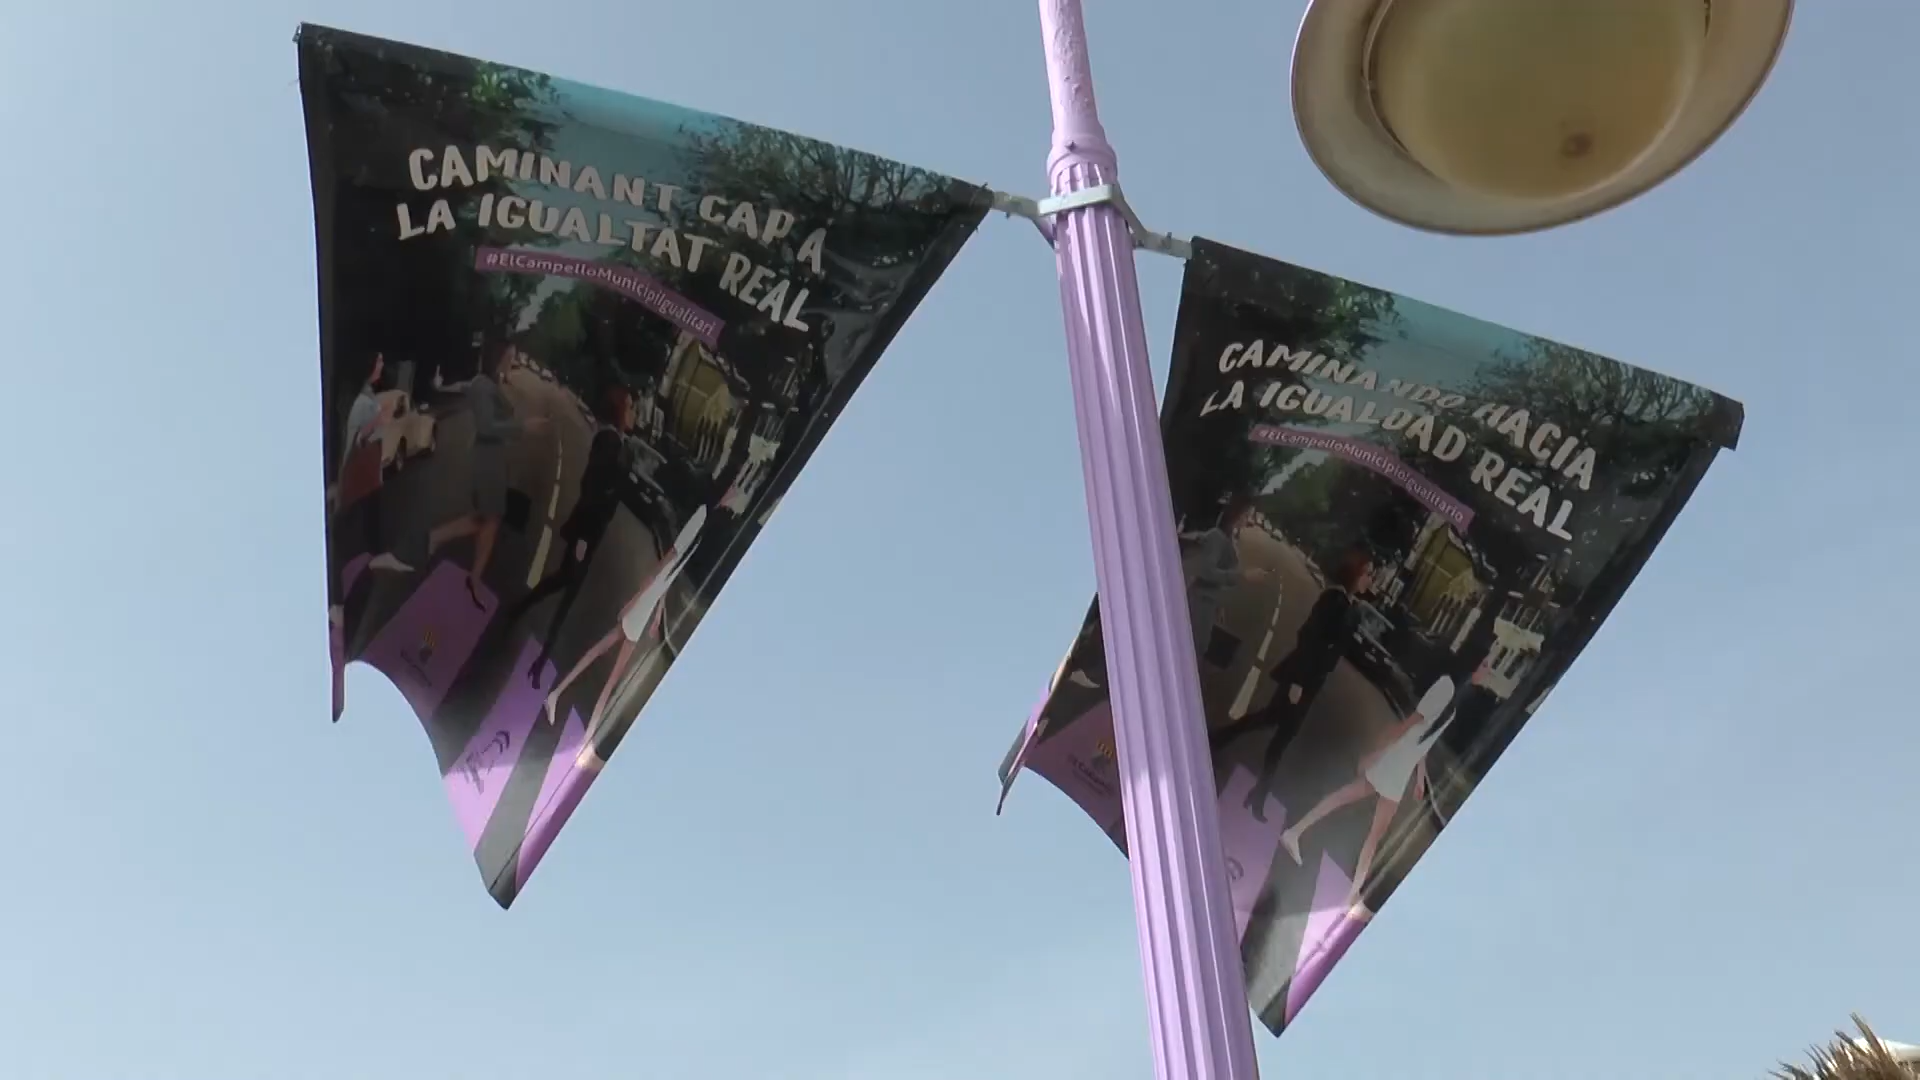 CAMINANT CAP A
LA IGUALTAT REAL
#ElCampelloMunicipiIgualitari
CAMINANDO HACIA
LA IGUALDAD REAL
#ElCampelloMunicipioIgualitario